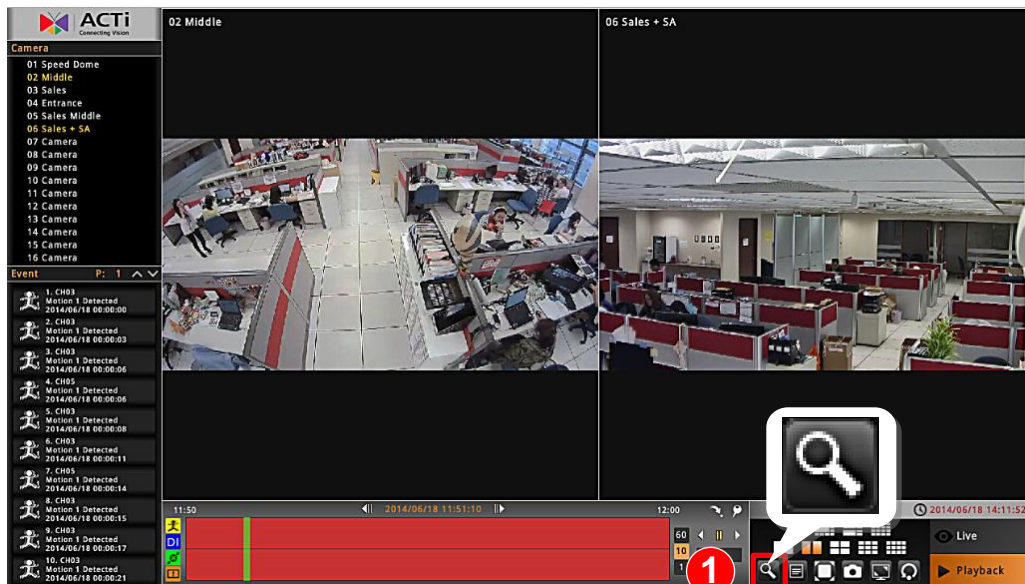 ACTi
Connecting Vision
Camera
01 Speed Dome
02 Middle
03 Sales
04 Entrance
05 Sales Middle
06 Sales + SA
07 Camera
08 Camera
09 Camera
10 Camera
11 Camera
12 Camera
13 Camera
14 Camera
15 Camera
16 Camera
Event P: 1
1. CH03
Motion 1 Detected
2014/06/18 00:00:00
2. CH03
Motion 1 Detected
2014/06/18 00:00:03
3. CH03
Motion 1 Detected
2014/06/18 00:00:06
4. CH05
Motion 1 Detected
2014/06/18 00:00:06
5. CH03
Motion 1 Detected
2014/06/18 00:00:08
6. CH03
Motion 1 Detected
2014/06/18 00:00:11
7. CH05
Motion 1 Detected
2014/06/18 00:00:14
8. CH03
Motion 1 Detected
2014/06/18 00:00:15
9. CH03
Motion 1 Detected
2014/06/18 00:00:17
10. CH03
Motion 1 Detected
2014/06/18 00:00:21
02 Middle
06 Sales + SA
11:50 2014/06/18 11:51:10 12:00
DI
60
10
1
1
2014/06/18 14:11:52
Live
Playback